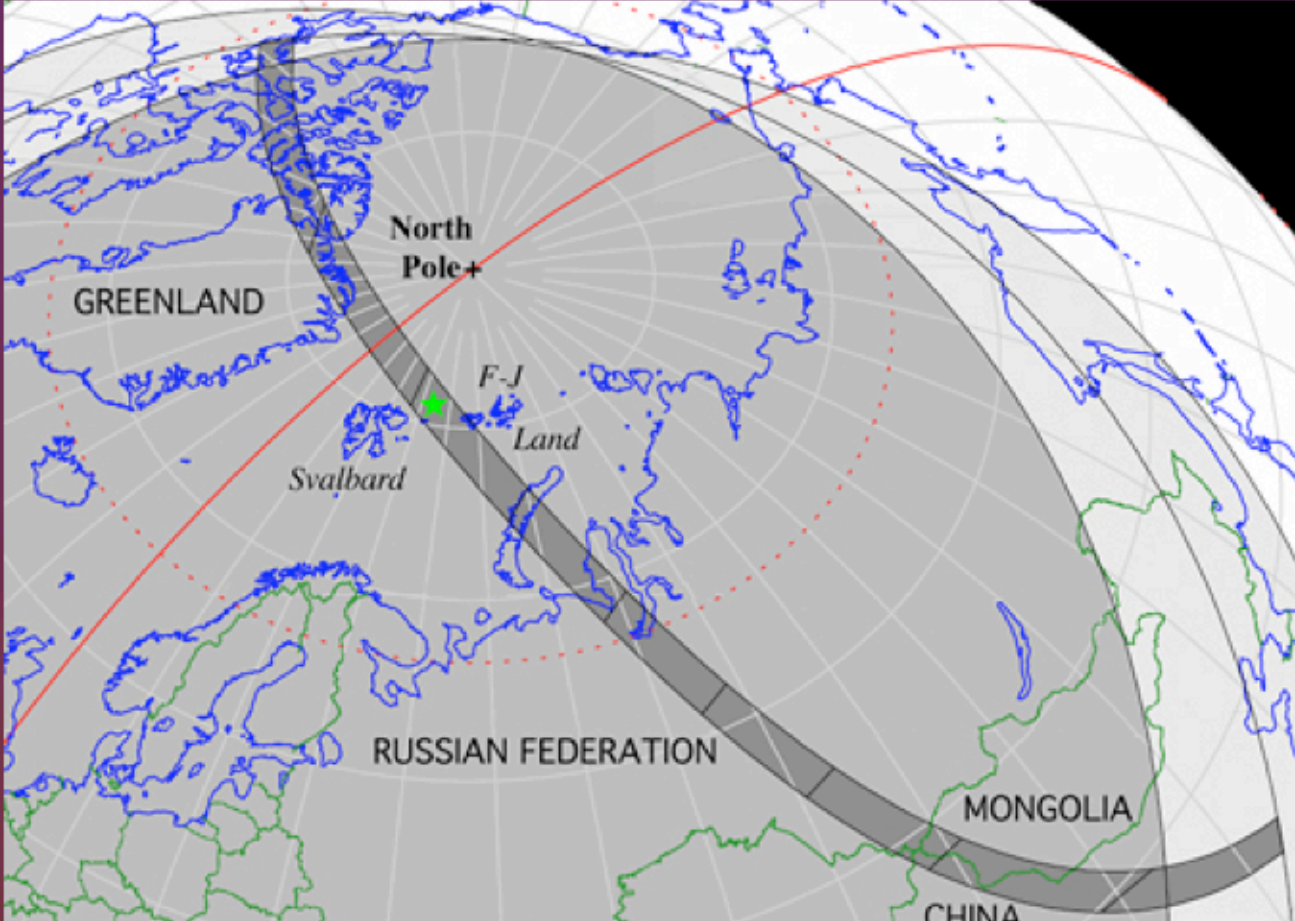 North
Pole+
GREENLAND
F-J
Land
Svalbard
RUSSIAN FEDERATION
MONGOLIA
CHINA